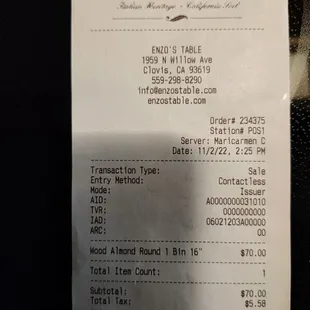 Italian Heritage - California Soil
ENZO'S TABLE
1959 N Willow Ave
Clovis, CA 93619
559-298-8290
info@enzostable.com
enzostable.com
Order# 234375
Station# POS1
Server: Maricarmen C
Date: 11/2/22, 2:25 PM
Transaction Type: Sale
Entry Method: Contactless
Mode: Issuer
AID: A0000000031010
TVR: 0000000000
IAD: 06021203A00000
ARC: 00
Wood Almond Round 1 Bin 16" $70.00
Total Item Count: 1
Subtotal: $70.00
Total Tax: $5.58